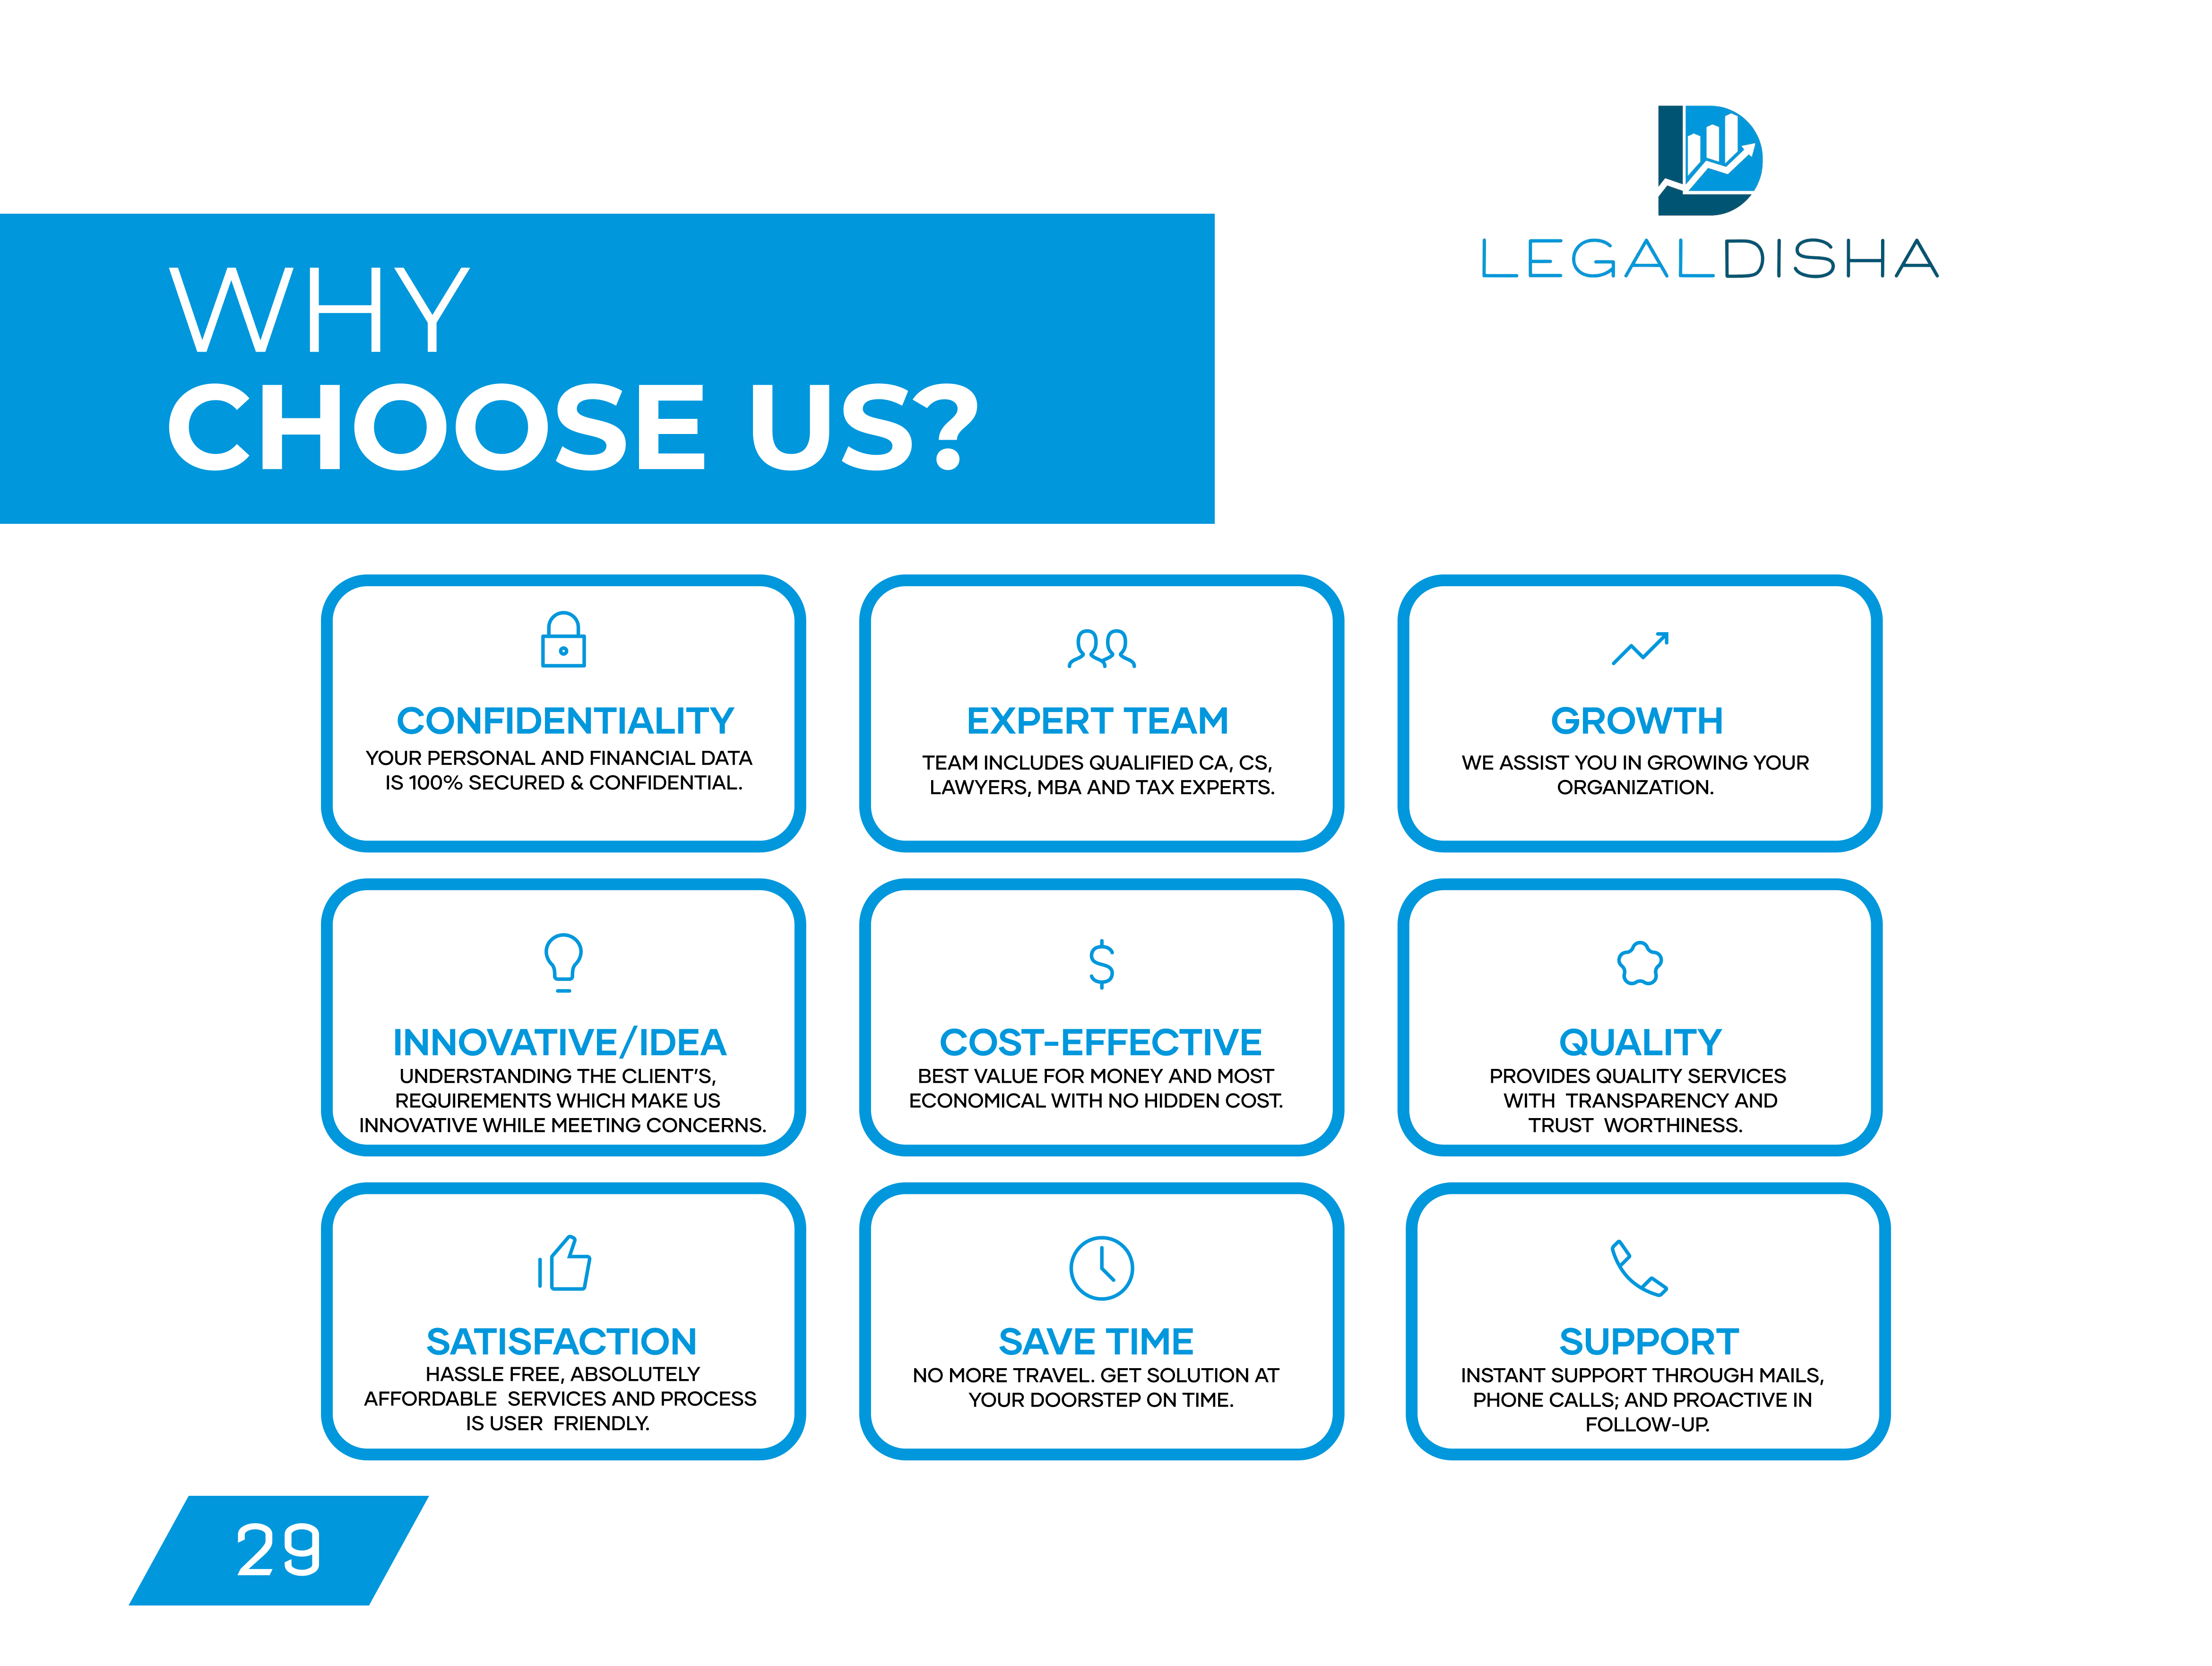 LEGALDISHA
WHY
CHOOSE US?
CONFIDENTIALITY
YOUR PERSONAL AND FINANCIAL DATA
IS 100% SECURED & CONFIDENTIAL.
EXPERT TEAM
TEAM INCLUDES QUALIFIED CA, CS,
LAWYERS, MBA AND TAX EXPERTS.
GROWTH
WE ASSIST YOU IN GROWING YOUR
ORGANIZATION.
INNOVATIVE/IDEA
UNDERSTANDING THE CLIENT'S,
REQUIREMENTS WHICH MAKE US
INNOVATIVE WHILE MEETING CONCERNS.
COST-EFFECTIVE
BEST VALUE FOR MONEY AND MOST
ECONOMICAL WITH NO HIDDEN COST.
QUALITY
PROVIDES QUALITY SERVICES
WITH TRANSPARENCY AND
TRUST WORTHINESS.
SATISFACTION
HASSLE FREE, ABSOLUTELY
AFFORDABLE SERVICES AND PROCESS
IS USER FRIENDLY.
SAVE TIME
NO MORE TRAVEL. GET SOLUTION AT
YOUR DOORSTEP ON TIME.
SUPPORT
INSTANT SUPPORT THROUGH MAILS,
PHONE CALLS; AND PROACTIVE IN
FOLLOW-UP.
29